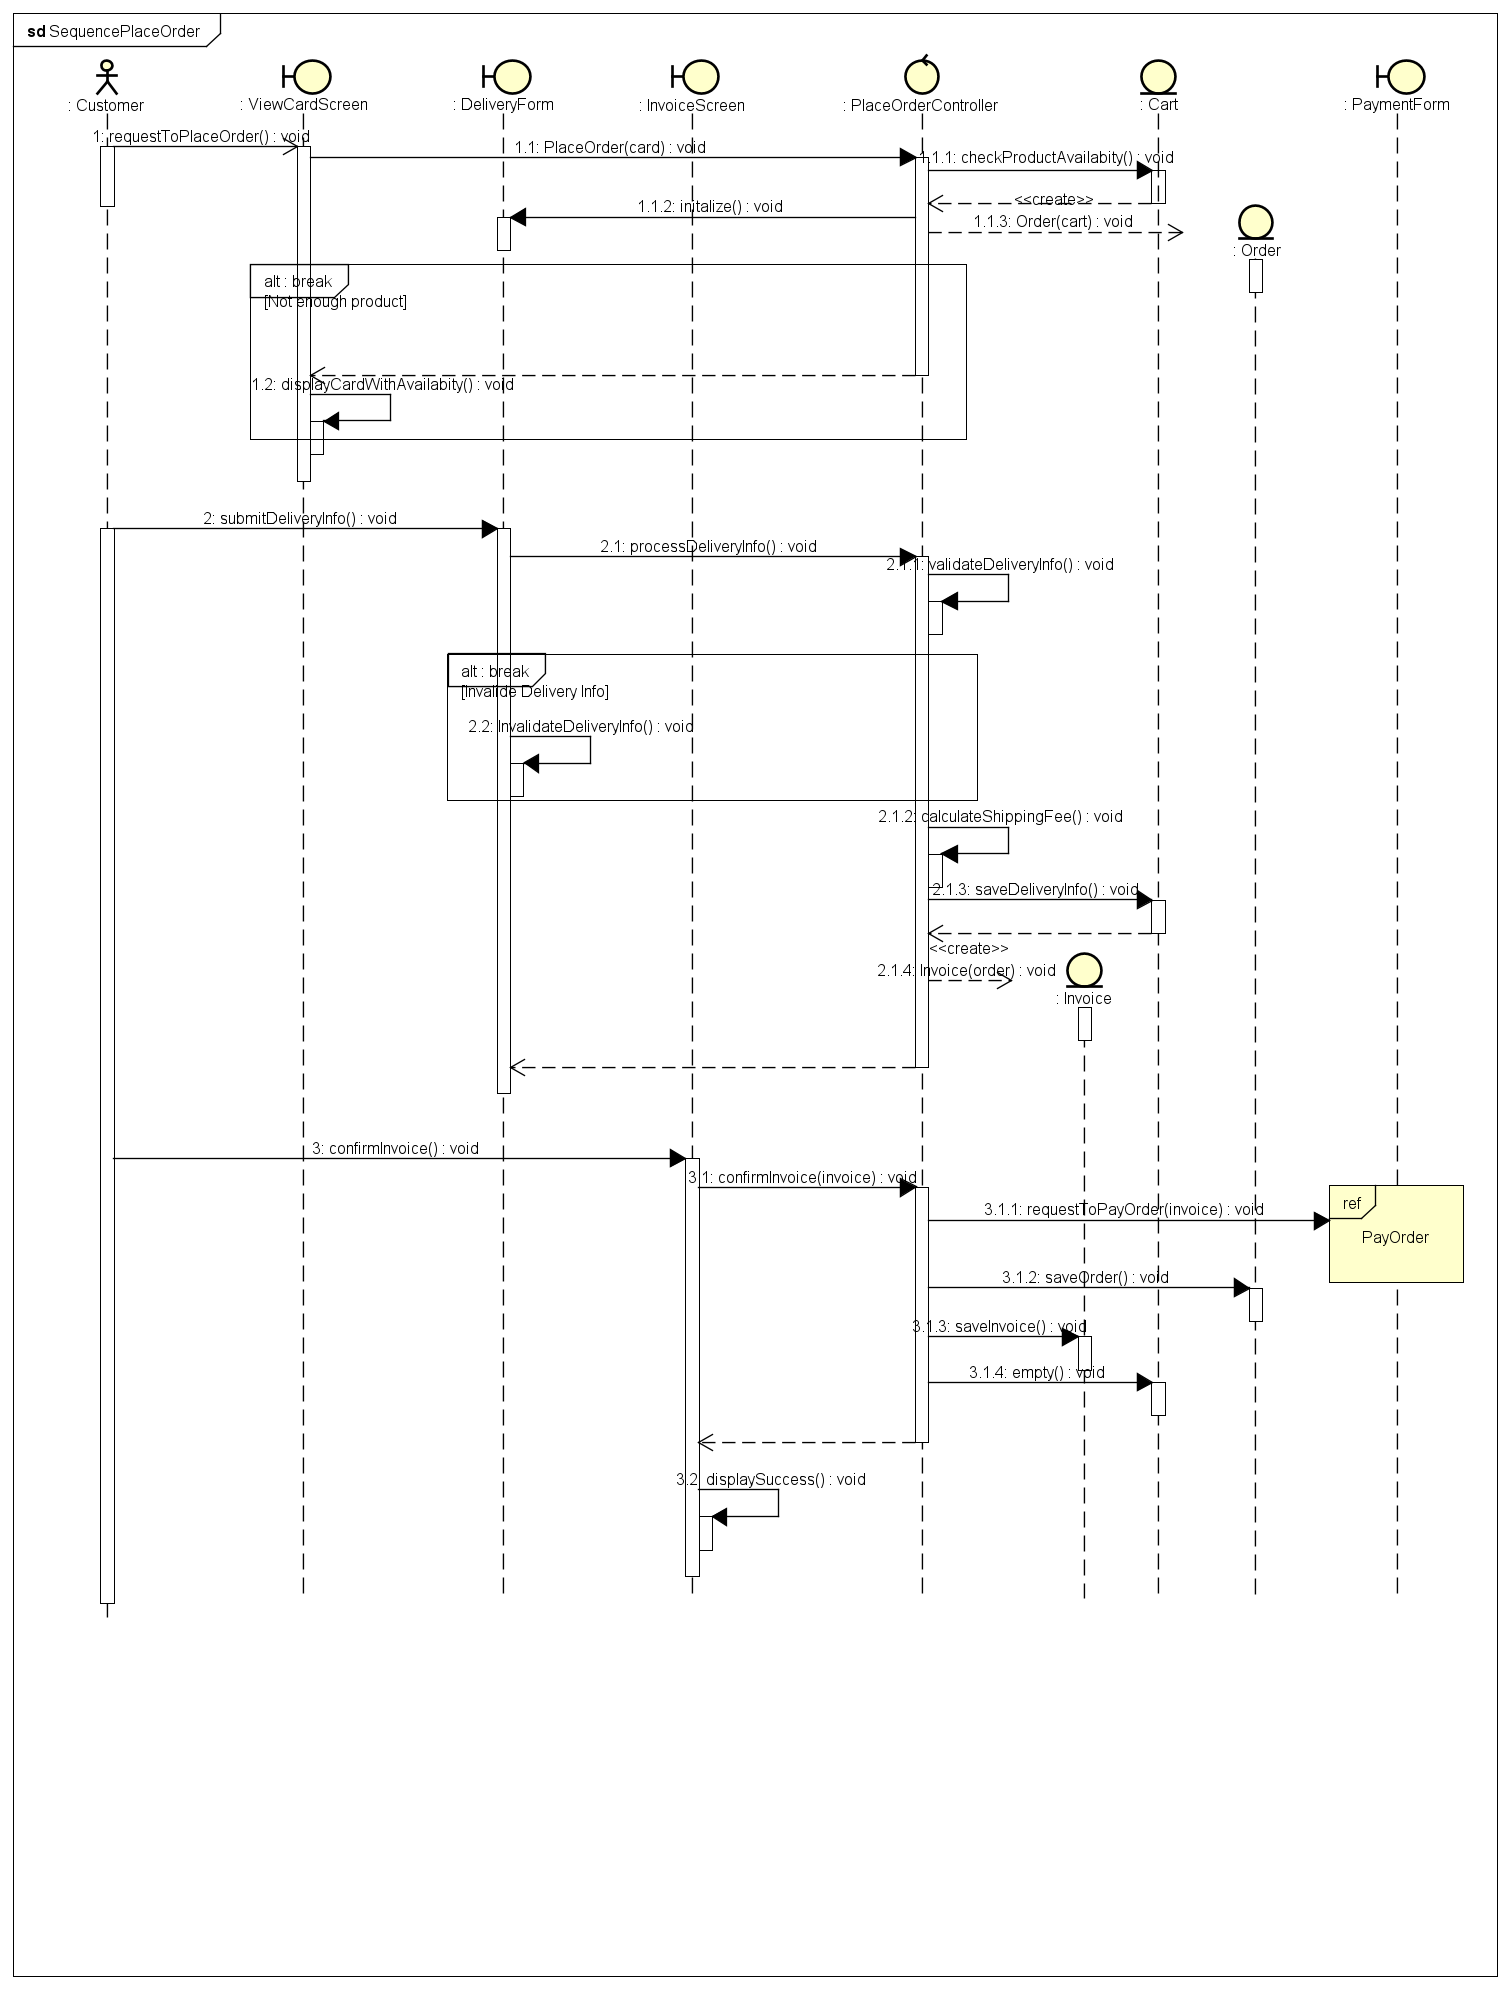 sd SequencePlaceOrder
: Customer
: ViewCardScreen
: DeliveryForm
: InvoiceScreen
: PlaceOrderController
: Cart
: PaymentForm
1: requestToPlaceOrder() : void
1.1: PlaceOrder(card) : void
1.1.1: checkProductAvailabity() : void
<<create>>
1.1.2: initalize() : void
1.1.3: Order(cart) : void
: Order
alt : break
[Not enough product]
1.2: displayCardWithAvailabity() : void
2: submitDeliveryInfo() : void
2.1: processDeliveryInfo() : void
2.1.1: validateDeliveryInfo() : void
alt : break
[Invalide Delivery Info]
2.2: InvalidateDeliveryInfo() : void
2.1.2: calculateShippingFee() : void
2.1.3: saveDeliveryInfo() : void
<<create>>
2.1.4: Invoice(order) : void
: Invoice
3: confirmInvoice() : void
3.1: confirmInvoice(invoice) : void
ref
3.1.1: requestToPayOrder(invoice) : void
PayOrder
3.1.2: saveOrder() : void
3.1.3: saveInvoice() : void
3.1.4: empty() : void
3.2: displaySuccess() : void